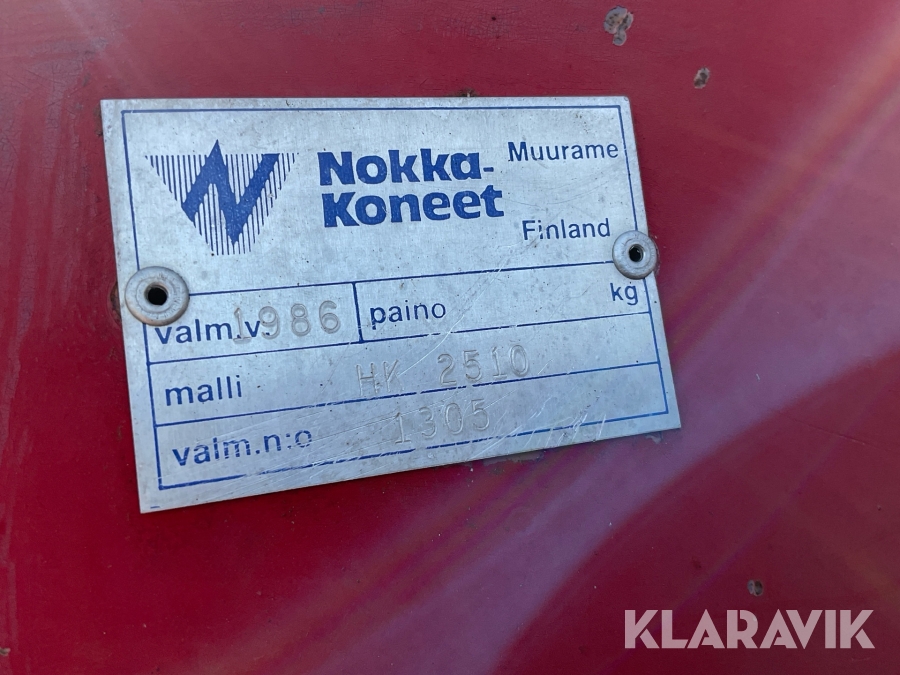 Nokka-
Koneet
Muurame
Finland
valm.v. 1986 paino kg
malli HK 2510
valm.n:o 1305
KLARAVIK